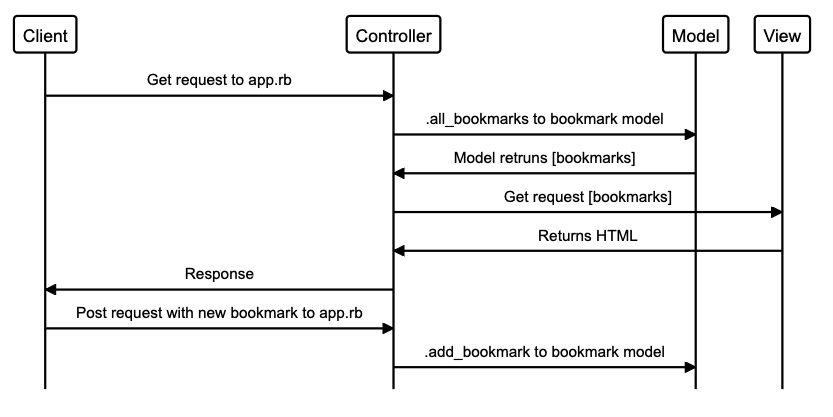 Client
Controller
Model
View
Get request to app.rb
.all_bookmarks to bookmark model
Model retruns [bookmarks]
Get request [bookmarks]
Returns HTML
Response
Post request with new bookmark to app.rb
.add_bookmark to bookmark model